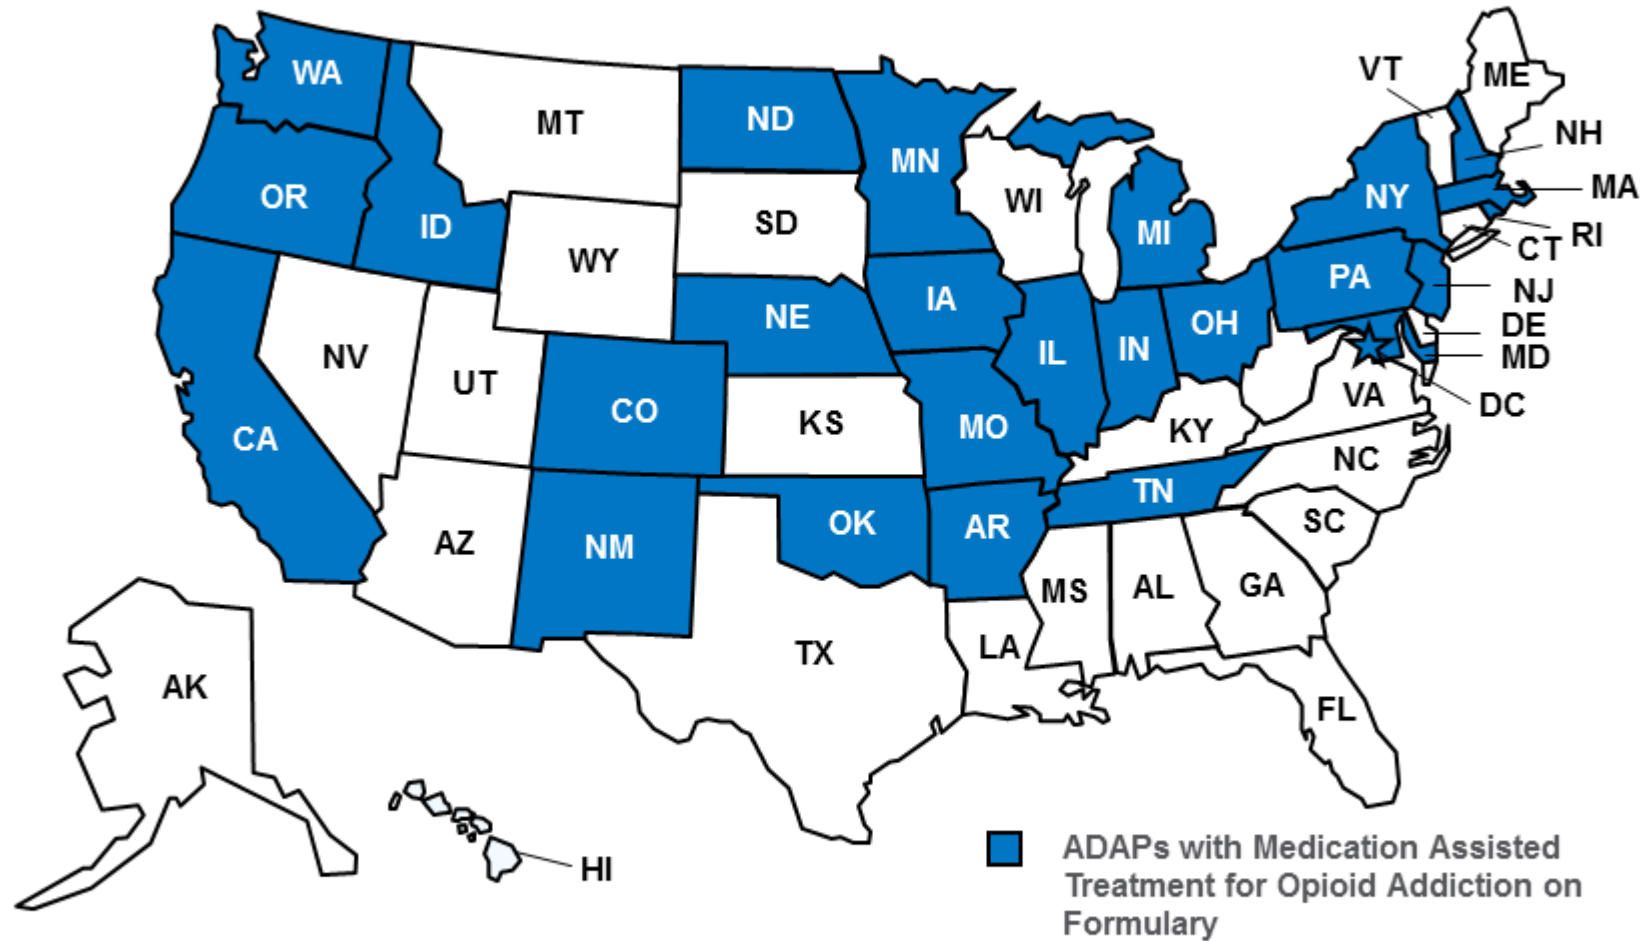 WA
MT
ND
MN
VT
ME
NH
OR
ID
SD
WI
NY
MA
MI
RI
CT
WY
PA
NJ
NE
IA
OH
DE
MD
NV
UT
IL
IN
VA
DC
CO
KS
MO
KY
CA
NC
TN
SC
AZ
NM
OK
AR
MS
AL
GA
TX
LA
AK
FL
HI
ADAPs with Medication Assisted
Treatment for Opioid Addiction on
Formulary